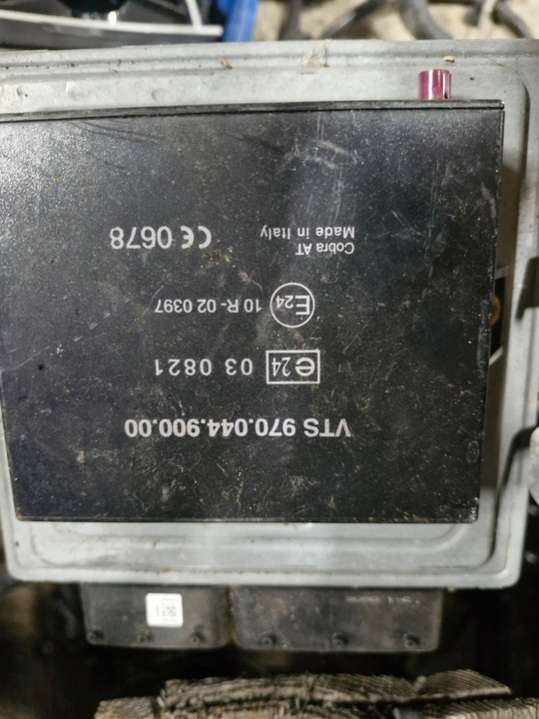 VTS 970.044.900.00
e24 03 0821
E24 10 R- 02 0397
Cobra AT
Made in Italy
CE 0678